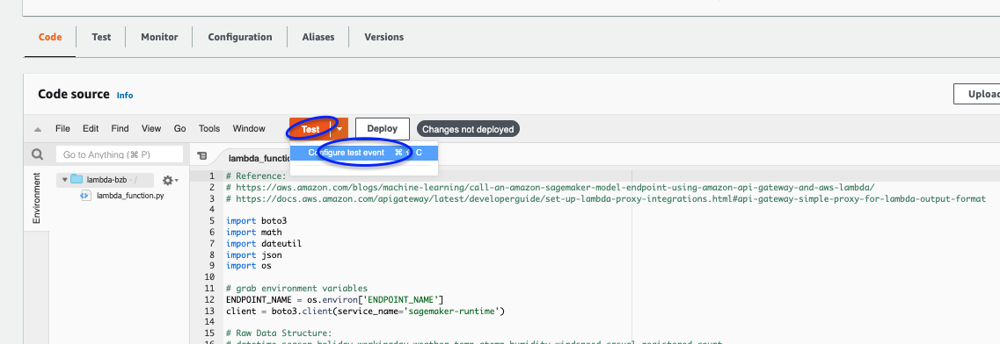 Code Test Monitor Configuration Aliases Versions
Code source Info
Uploa
File Edit Find View Go Tools Window Test Deploy Changes not deployed
Configure test event ⌘ ⇧ C
Go to Anything (⌘ P)
lambda_functio
Environment
lambda-bzb - /
lambda_function.py
1 # Reference:
2 # https://aws.amazon.com/blogs/machine-learning/call-an-amazon-sagemaker-model-endpoint-using-amazon-api-gateway-and-aws-lambda/
3 # https://docs.aws.amazon.com/apigateway/latest/developerguide/set-up-lambda-proxy-integrations.html#api-gateway-simple-proxy-for-lambda-output-format
4
5 import boto3
6 import math
7 import dateutil
8 import json
9 import os
10
11 # grab environment variables
12 ENDPOINT_NAME = os.environ['ENDPOINT_NAME']
13 client = boto3.client(service_name='sagemaker-runtime')
14
15 # Raw Data Structure: